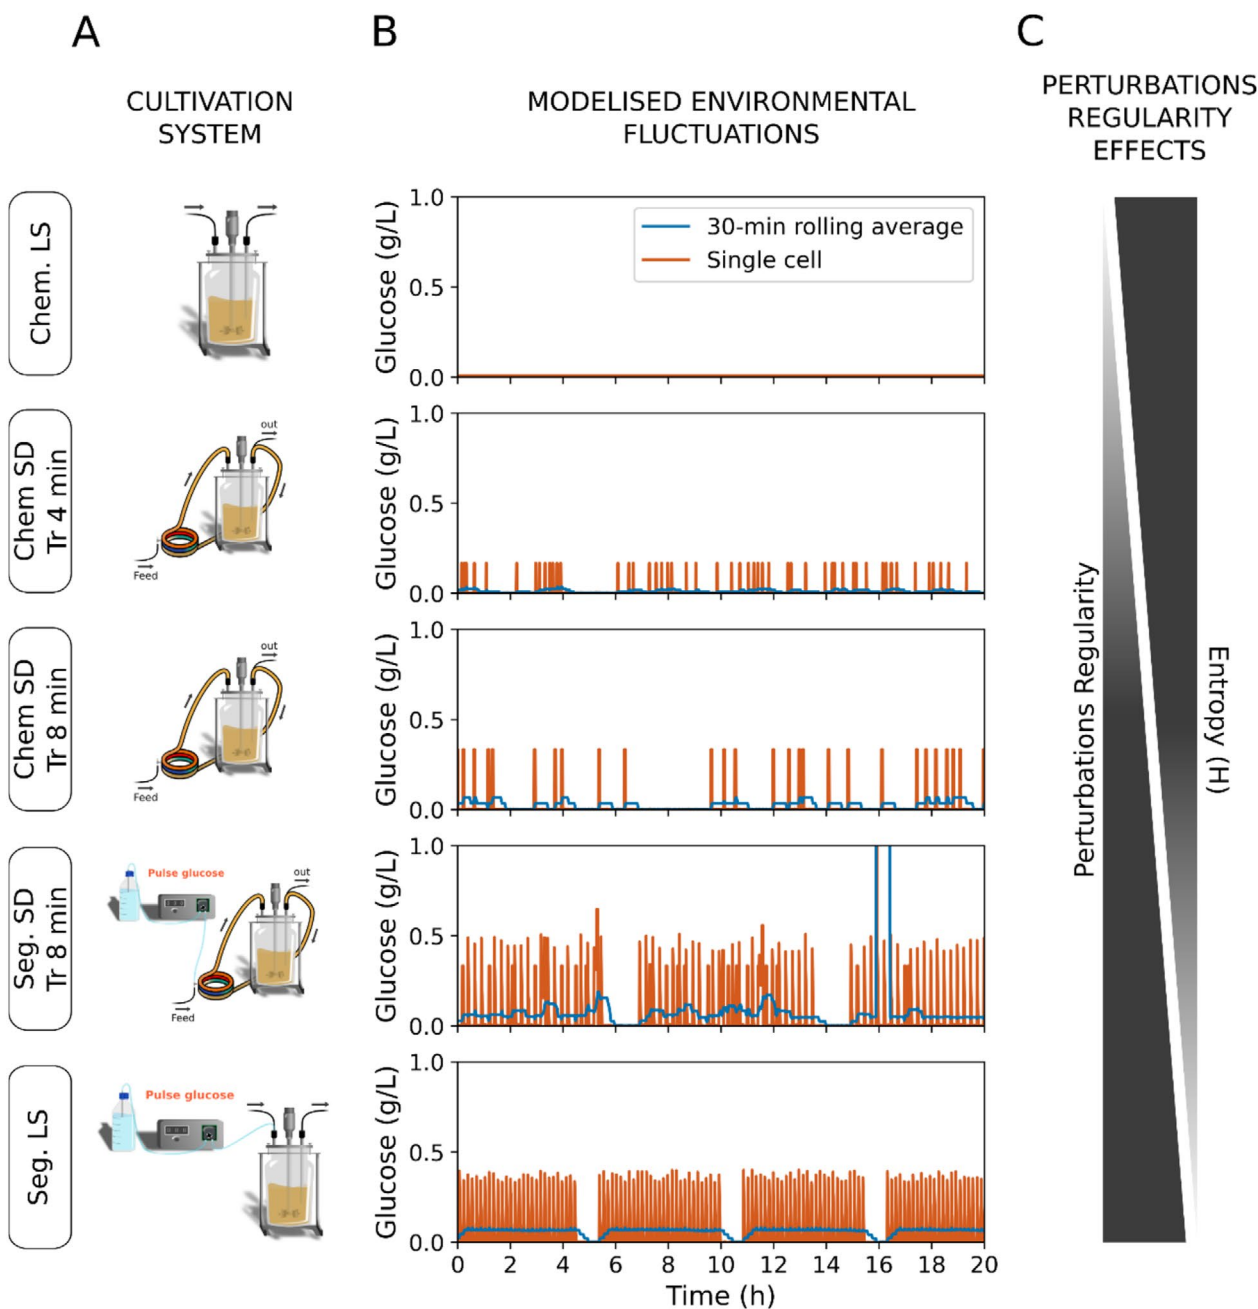 A
B
C
CULTIVATION
SYSTEM
MODELISED ENVIRONMENTAL
FLUCTUATIONS
PERTURBATIONS
REGULARITY
EFFECTS
Chem. LS
1.0
0.5
0.0
Glucose (g/L)
30-min rolling average
Single cell
Chem SD
Tr 4 min
out
Feed
1.0
0.5
0.0
Glucose (g/L)
Chem SD
Tr 8 min
out
Feed
1.0
0.5
0.0
Glucose (g/L)
Seg. SD
Tr 8 min
Pulse glucose
out
Feed
1.0
0.5
0.0
Glucose (g/L)
Seg. LS
Pulse glucose
1.0
0.5
0.0
Glucose (g/L)
0 2 4 6 8 10 12 14 16 18 20
Time (h)
Perturbations Regularity
Entropy (H)